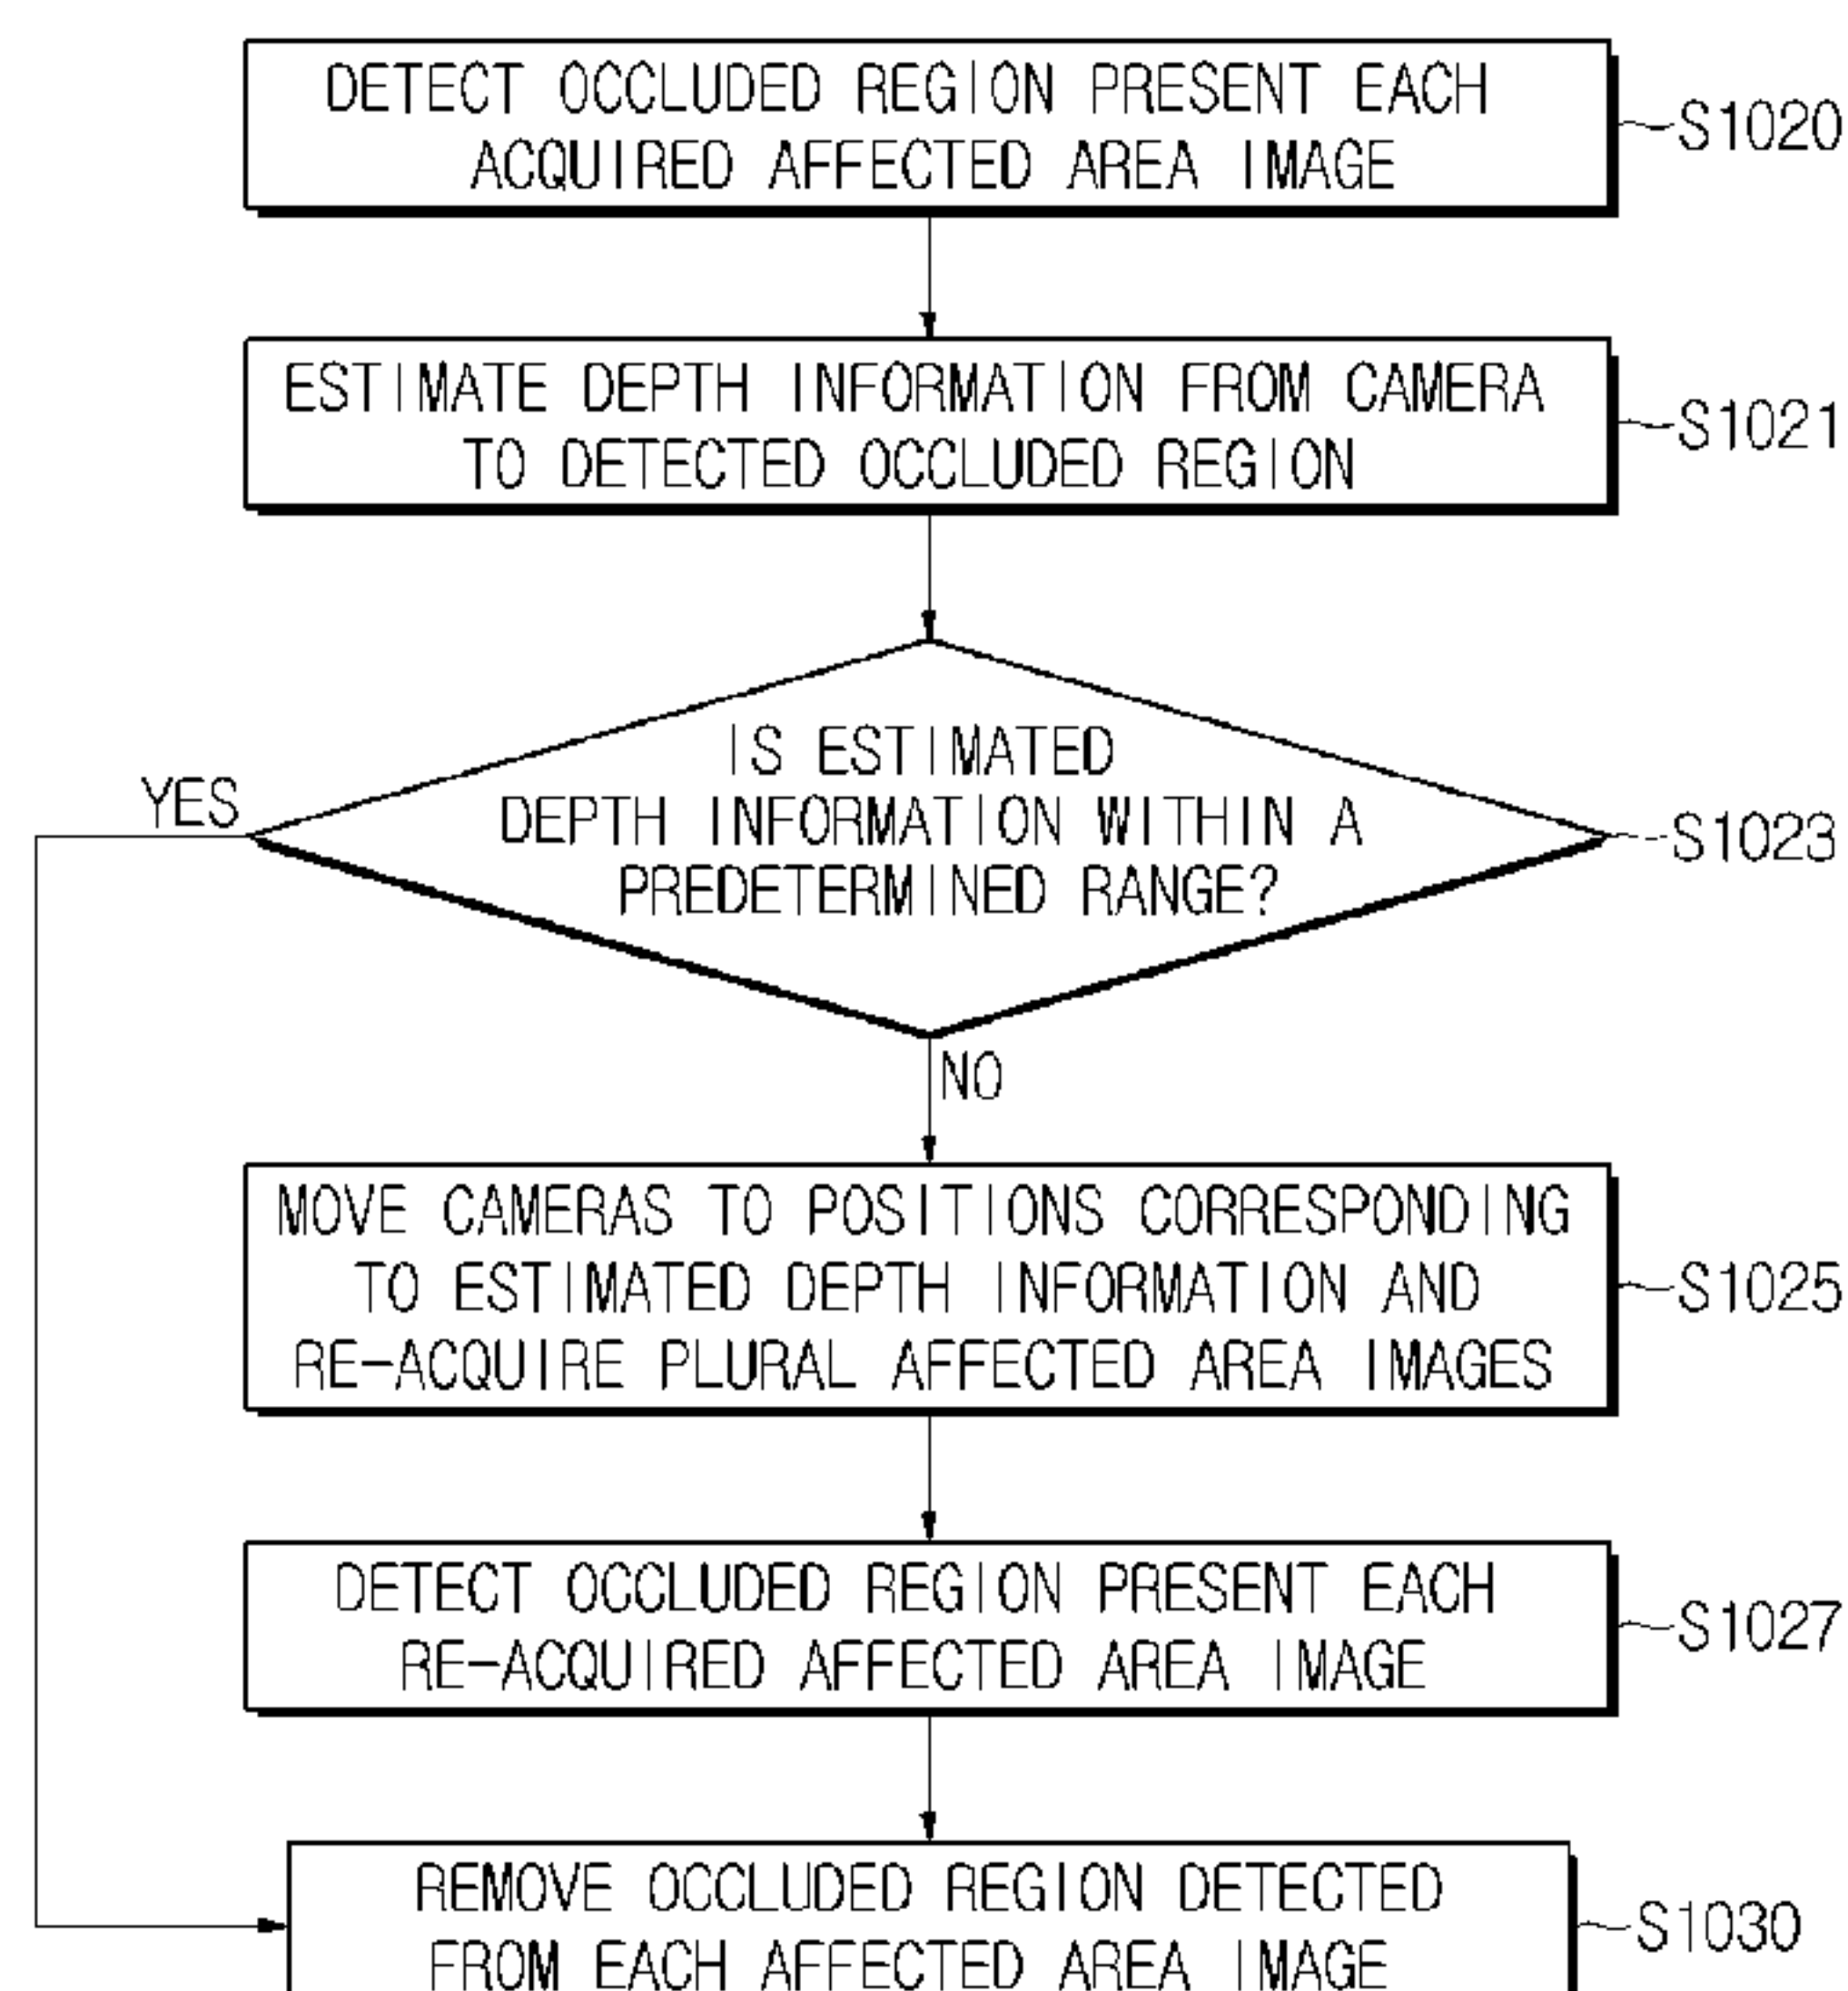 DETECT OCCLUDED REGION PRESENT EACH
ACQUIRED AFFECTED AREA IMAGE
S1020
ESTIMATE DEPTH INFORMATION FROM CAMERA
TO DETECTED OCCLUDED REGION
S1021
IS ESTIMATED
DEPTH INFORMATION WITHIN A
PREDETERMINED RANGE?
YES
S1023
NO
MOVE CAMERAS TO POSITIONS CORRESPONDING
TO ESTIMATED DEPTH INFORMATION AND
RE-ACQUIRE PLURAL AFFECTED AREA IMAGES
S1025
DETECT OCCLUDED REGION PRESENT EACH
RE-ACQUIRED AFFECTED AREA IMAGE
S1027
REMOVE OCCLUDED REGION DETECTED
FROM EACH AFFECTED AREA IMAGE
S1030